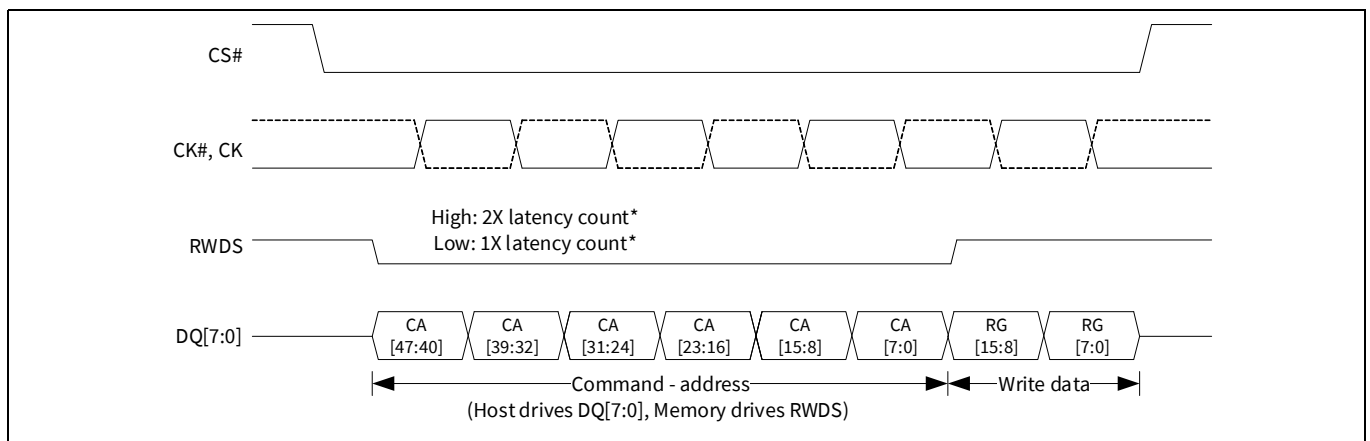 CS#
CK#, CK
High: 2X latency count*
Low: 1X latency count*
RWDS
DQ[7:0]
CA
[47:40]
CA
[39:32]
CA
[31:24]
CA
[23:16]
CA
[15:8]
CA
[7:0]
RG
[15:8]
RG
[7:0]
Command - address
Write data
(Host drives DQ[7:0], Memory drives RWDS)